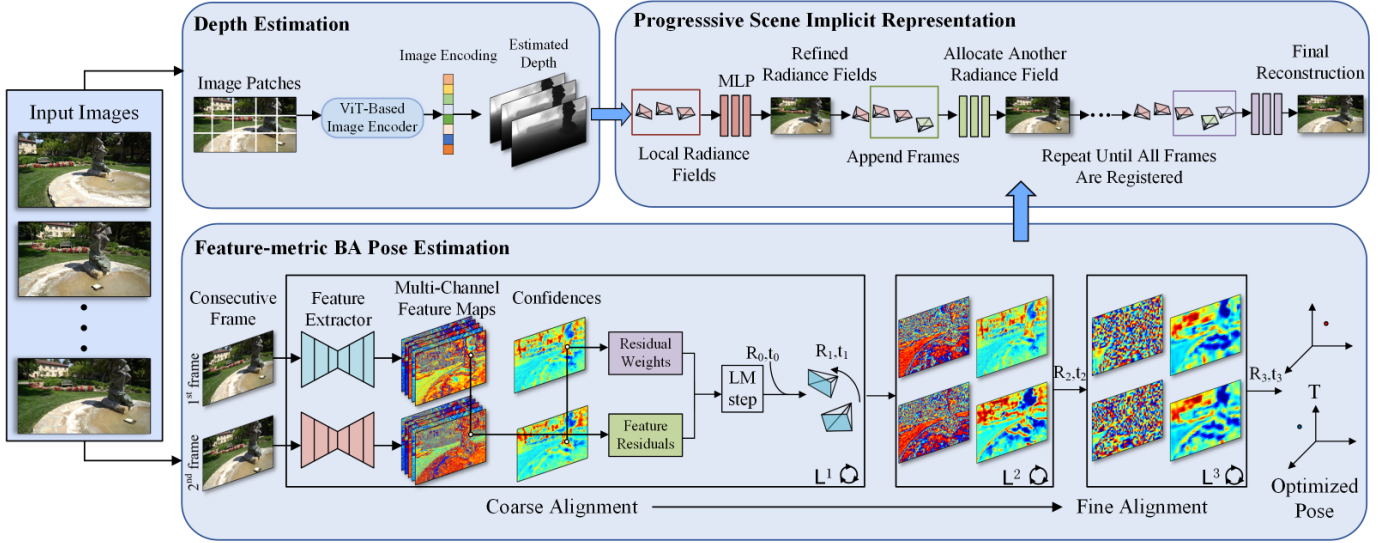 Input Images
Depth Estimation
Image Patches
ViT-Based
Image Encoder
Image Encoding
Estimated
Depth
Progresssive Scene Implicit Representation
Local Radiance
Fields
MLP
Refined
Radiance Fields
Append Frames
Allocate Another
Radiance Field
Repeat Until All Frames
Are Registered
Final
Reconstruction
Feature-metric BA Pose Estimation
Consecutive
Frame
1st frame
2nd frame
Feature
Extractor
Multi-Channel
Feature Maps
Confidences
Residual
Weights
Feature
Residuals
LM
step
R0,t0
R1,t1
L1
R2,t2
L2
R3,t3
L3
T
Optimized
Pose
Coarse Alignment
Fine Alignment